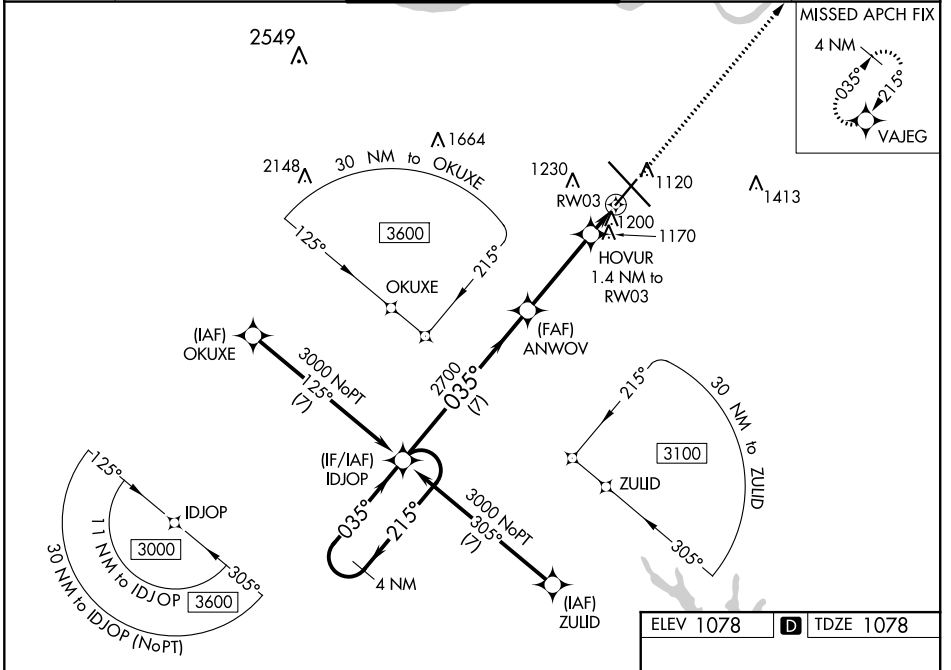 MISSED APCH FIX
4 NM
035°
215°
VAJEG
2549
1664
2148
30 NM to OKUXE
3600
125°
215°
OKUXE
1230
RW03
1120
1413
1200
1170
HOVUR
1.4 NM to
RW03
(FAF)
ANWOV
(IAF)
OKUXE
3000 NoPT
125°
(7)
2700
035°
(7)
215°
30 NM to ZULID
3100
ZULID
305°
(IF/IAF)
IDJOP
035°
215°
4 NM
3000 NoPT
305°
(7)
(IAF)
ZULID
125°
IDJOP
3000
305°
11 NM to IDJOP
3600
30 NM to IDJOP (NoPT)
ELEV 1078 D TDZE 1078